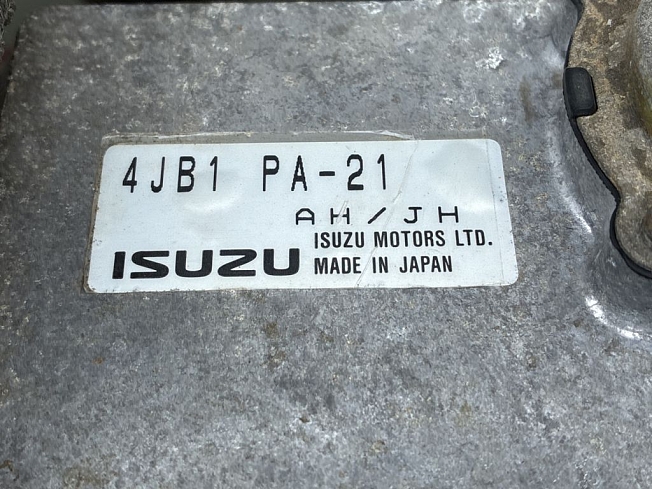 4JB1 PA-21
AH/JH
ISUZU MOTORS LTD.
ISUZU MADE IN JAPAN